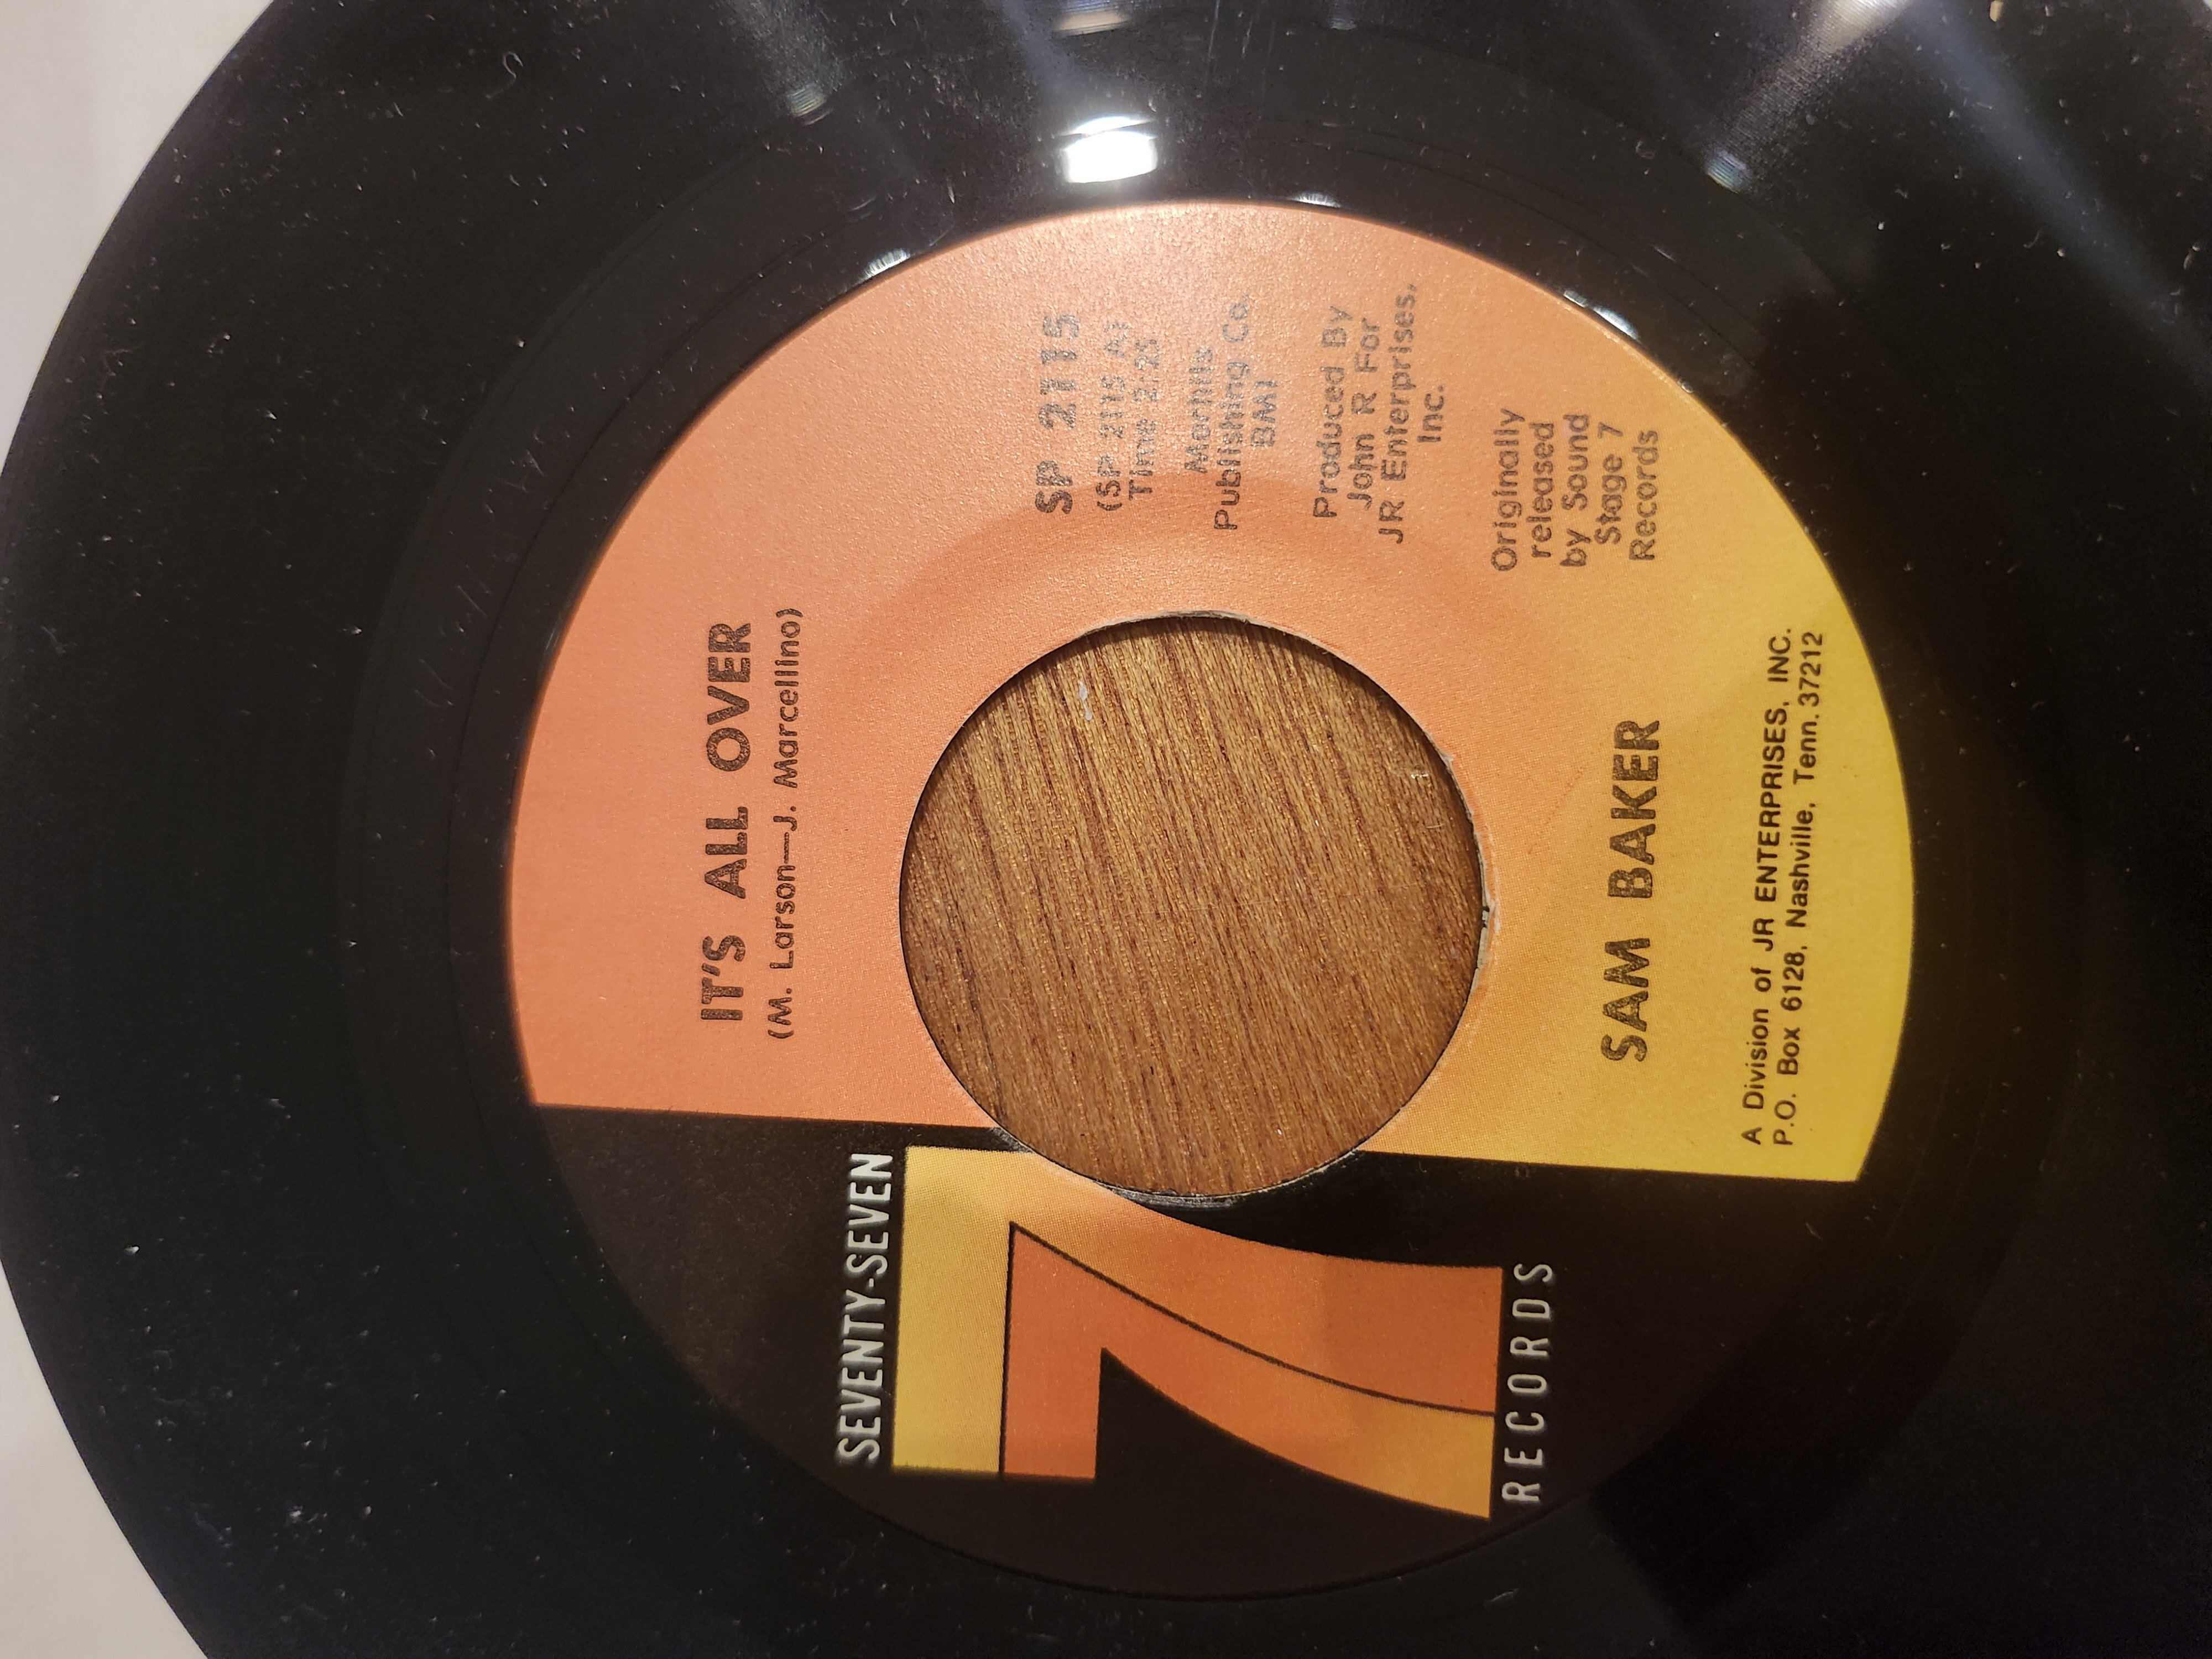 SEVENTY-SEVEN
7
RECORDS
IT'S ALL OVER
(M. Larson—J. Marcellino)
SP 2115
(SP 2115 A)
Time 2:25
Publishing Co.
BMI
Produced By
John R For
JR Enterprises,
Inc.
Originally
released
by Sound
Stage 7
Records
SAM BAKER
A Division of JR ENTERPRISES, INC.
P.O. Box 6128, Nashville, Tenn. 37212